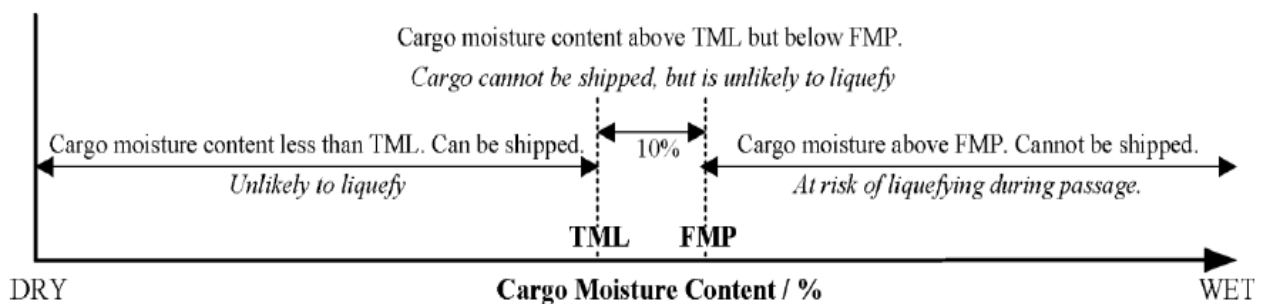 Cargo moisture content above TML but below FMP.
Cargo cannot be shipped, but is unlikely to liquefy
Cargo moisture content less than TML. Can be shipped.
Unlikely to liquefy
10%
Cargo moisture above FMP. Cannot be shipped.
At risk of liquefying during passage.
TML
FMP
DRY
Cargo Moisture Content / %
WET